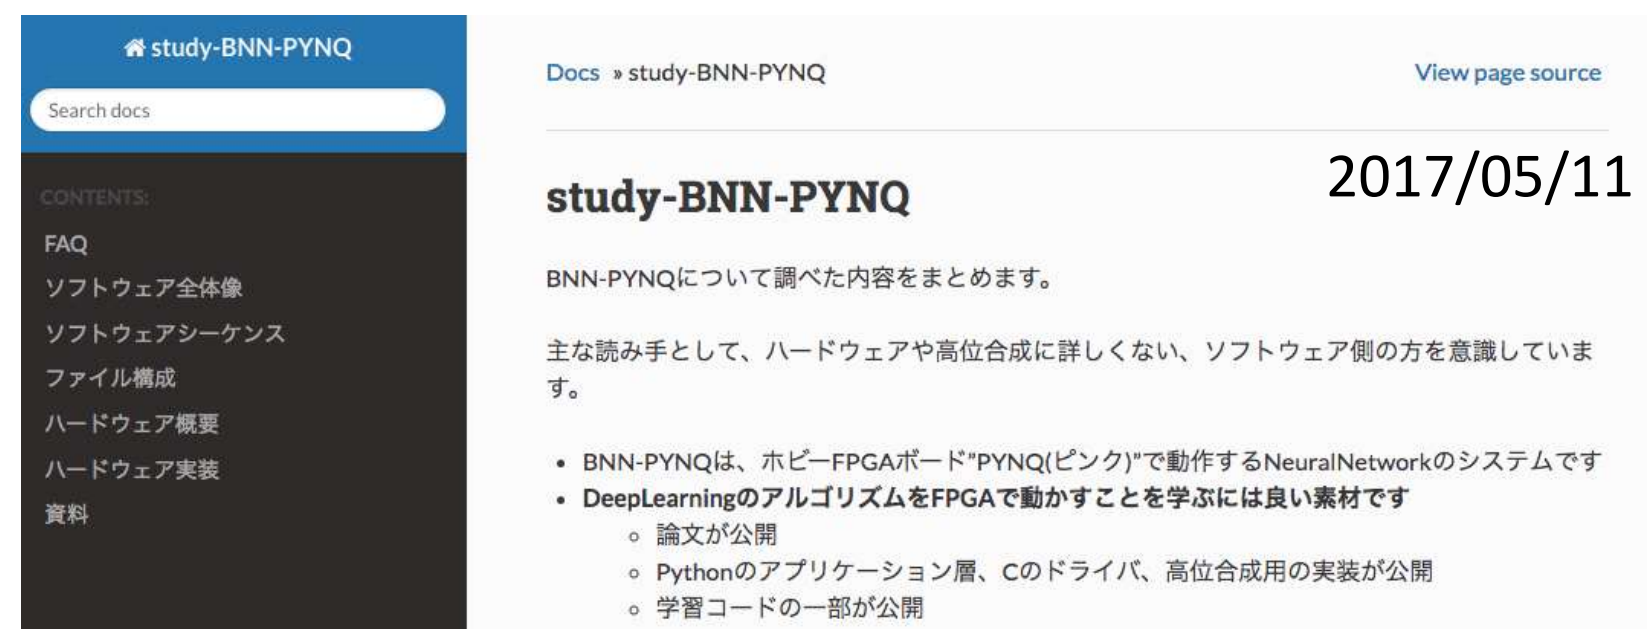 study-BNN-PYNQ
Search docs
CONTENTS:
FAQ
ソフトウェア全体像
ソフトウェアシーケンス
ファイル構成
ハードウェア概要
ハードウェア実装
資料
Docs » study-BNN-PYNQ
View page source
2017/05/11
study-BNN-PYNQ
BNN-PYNQについて調べた内容をまとめます。
主な読み手として、ハードウェアや高位合成に詳しくない、ソフトウェア側の方を意識していま
す。
• BNN-PYNQは、ホビーFPGAボード"PYNQ(ピンク)"で動作するNeuralNetworkのシステムです
• DeepLearningのアルゴリズムをFPGAで動かすことを学ぶには良い素材です
◦ 論文が公開
◦ Pythonのアプリケーション層、Cのドライバ、高位合成用の実装が公開
◦ 学習コードの一部が公開